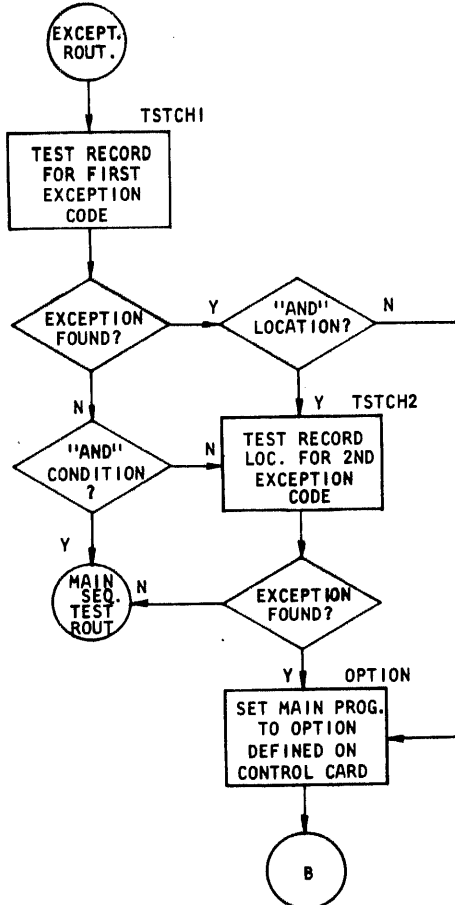 EXCEPT.
ROUT.
TSTCH1
TEST RECORD
FOR FIRST
EXCEPTION
CODE
EXCEPTION
FOUND?
Y
"AND"
LOCATION?
N
N
Y
TSTCH2
"AND"
CONDITION
?
N
TEST RECORD
LOC. FOR 2ND
EXCEPTION
CODE
Y
MAIN
SEQ.
TEST
ROUT
N
EXCEPTION
FOUND?
Y
OPTION
SET MAIN PROG.
TO OPTION
DEFINED ON
CONTROL CARD
B